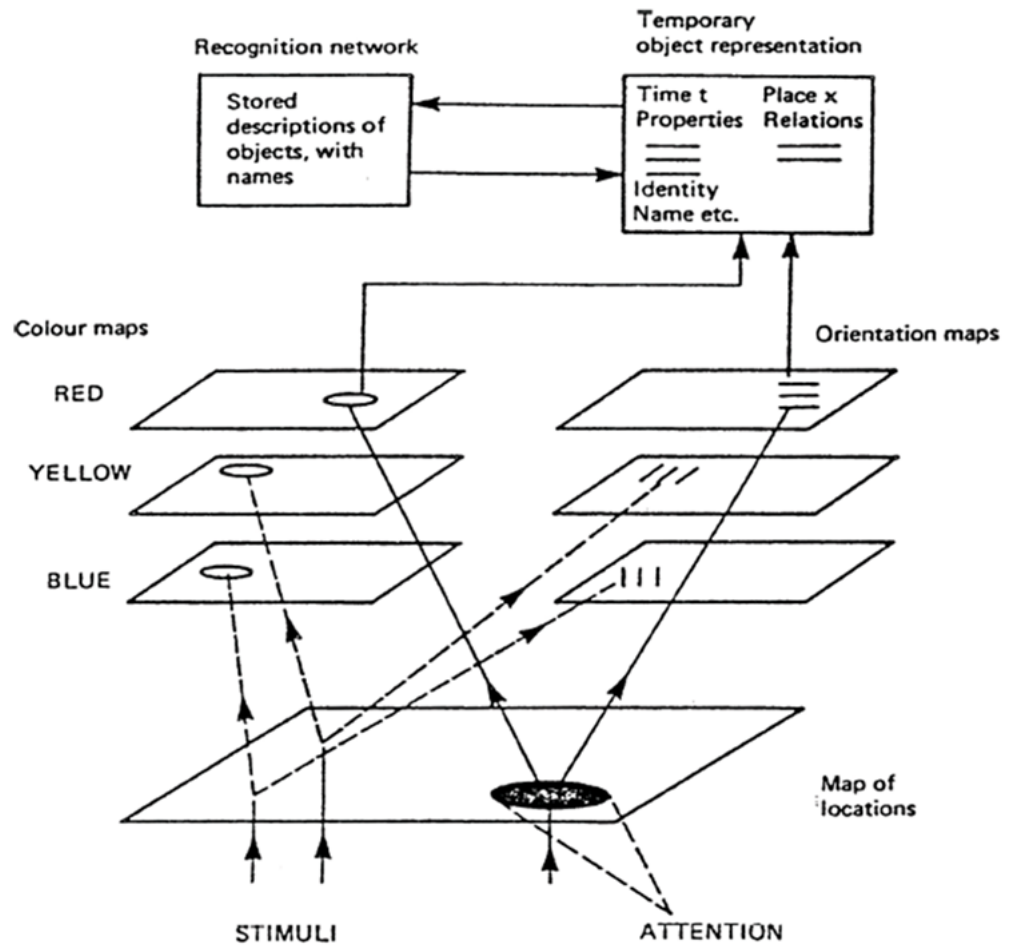 Temporary
object representation
Recognition network
Stored
descriptions of
objects, with
names
Time t
Properties
Place x
Relations
Identity
Name etc.
Colour maps
Orientation maps
RED
YELLOW
BLUE
Map of
locations
STIMULI
ATTENTION